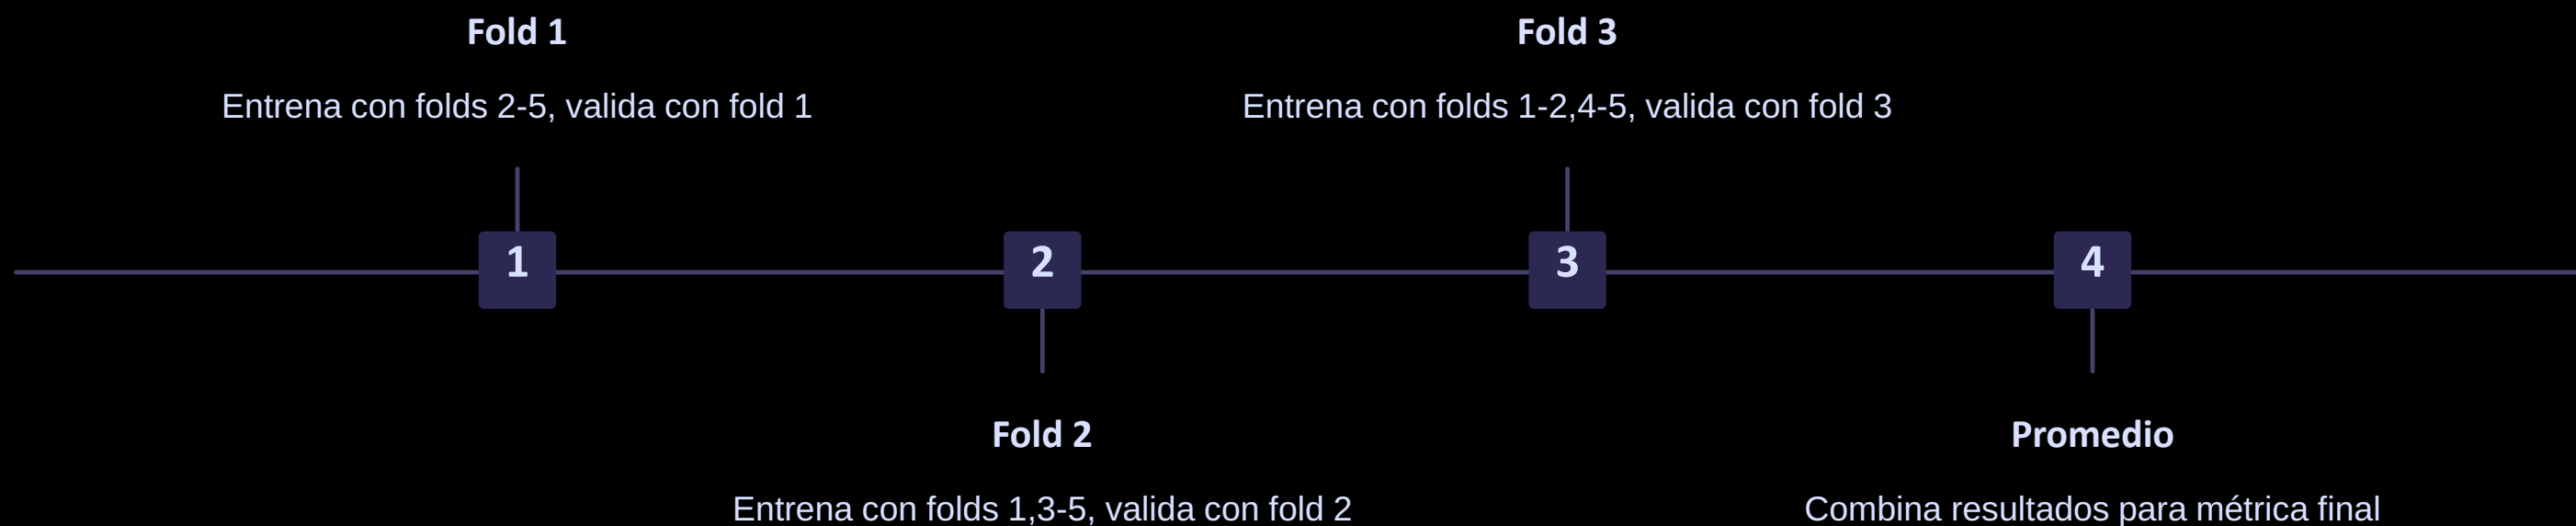 Fold 1
Entrena con folds 2-5, valida con fold 1
1
2
Fold 2
Entrena con folds 1,3-5, valida con fold 2
Fold 3
Entrena con folds 1-2,4-5, valida con fold 3
3
4
Promedio
Combina resultados para métrica final